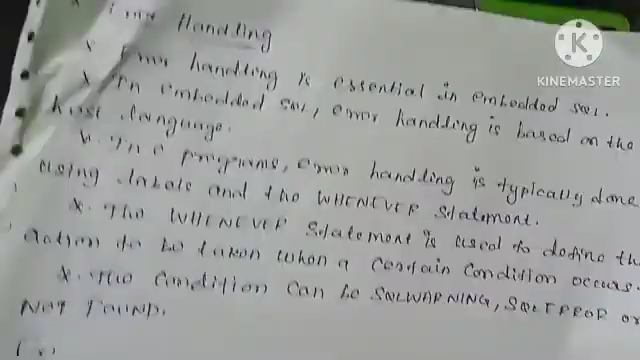 * Error Handling
* Error handling is essential in embedded SQL.
* In embedded SQL, error handling is based on the
host language.
* In C programs, error handling is typically done
using labels and the WHENEVER statement.
* The WHENEVER statement is used to define the
action to be taken when a certain condition occurs.
* The condition can be SQLWARNING, SQLERROR or
NOT FOUND.
KINEMASTER